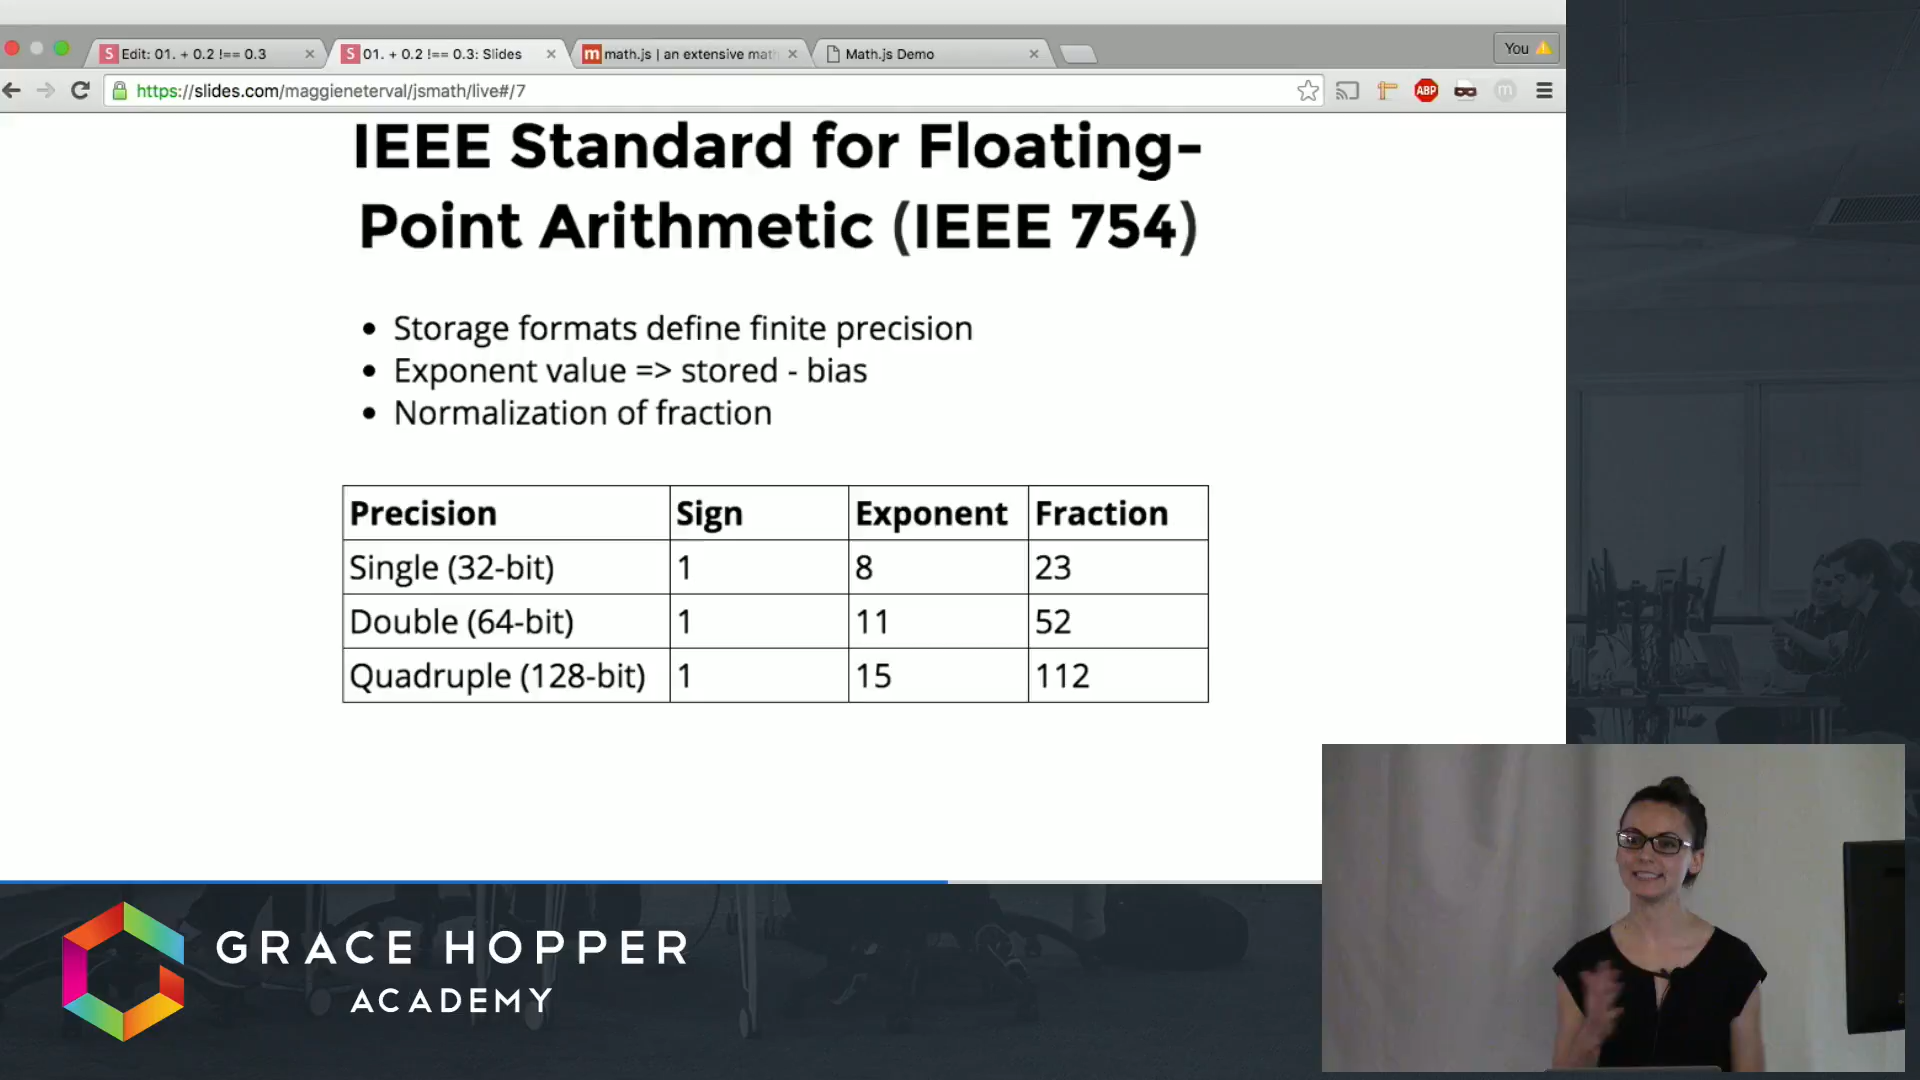 Edit: 01. + 0.2 !== 0.3
01. + 0.2 !== 0.3: Slides
math.js | an extensive mat
Math.js Demo
You
https://slides.com/maggieneterval/jsmath/live#/7
ABP
m
IEEE Standard for Floating-
Point Arithmetic (IEEE 754)
• Storage formats define finite precision
• Exponent value => stored - bias
• Normalization of fraction
Precision Sign Exponent Fraction
Single (32-bit) 1 8 23
Double (64-bit) 1 11 52
Quadruple (128-bit) 1 15 112
GRACE HOPPER
ACADEMY